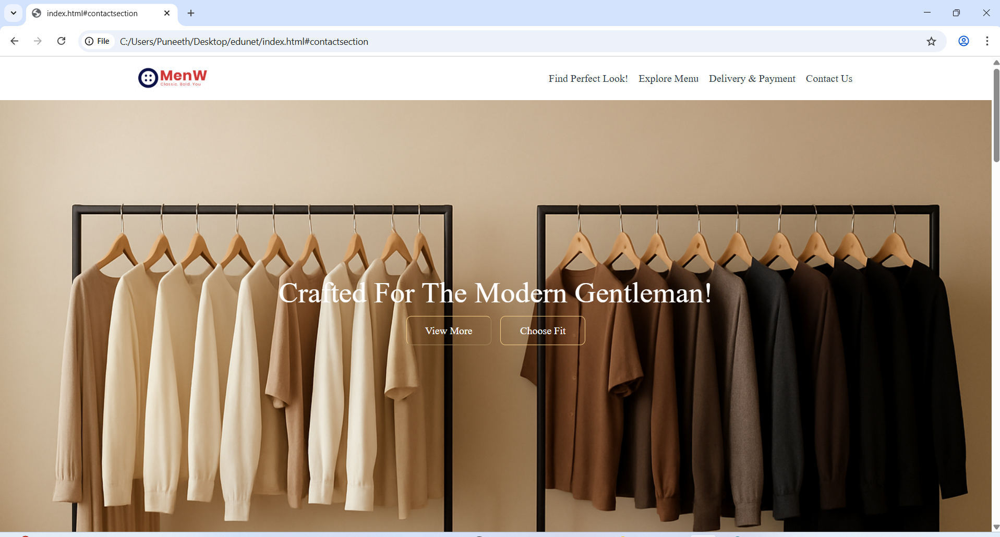 index.html#contactsection
File
C:/Users/Puneeth/Desktop/edunet/index.html#contactsection
MenW
Classic. Bold. You
Find Perfect Look!
Explore Menu
Delivery & Payment
Contact Us
Crafted For The Modern Gentleman!
View More
Choose Fit